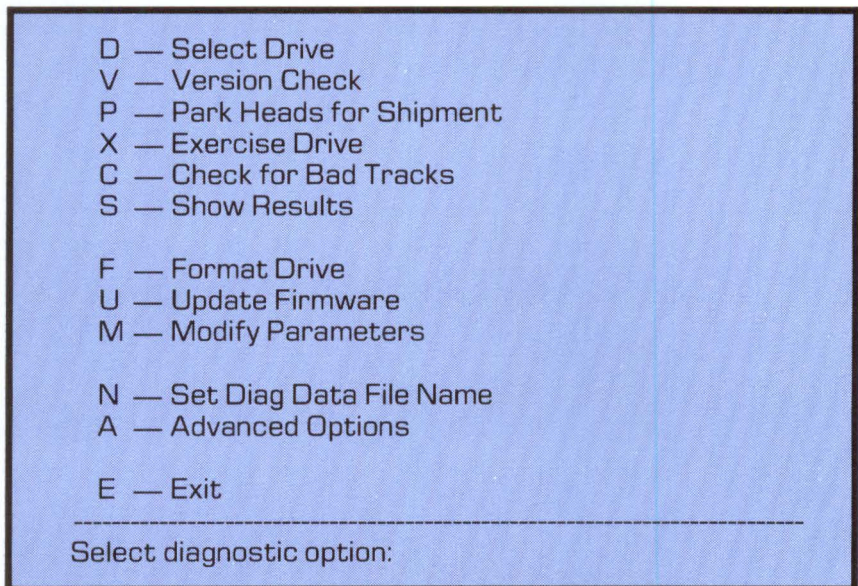 D — Select Drive
V — Version Check
P — Park Heads for Shipment
X — Exercise Drive
C — Check for Bad Tracks
S — Show Results
F — Format Drive
U — Update Firmware
M — Modify Parameters
N — Set Diag Data File Name
A — Advanced Options
E — Exit
Select diagnostic option: